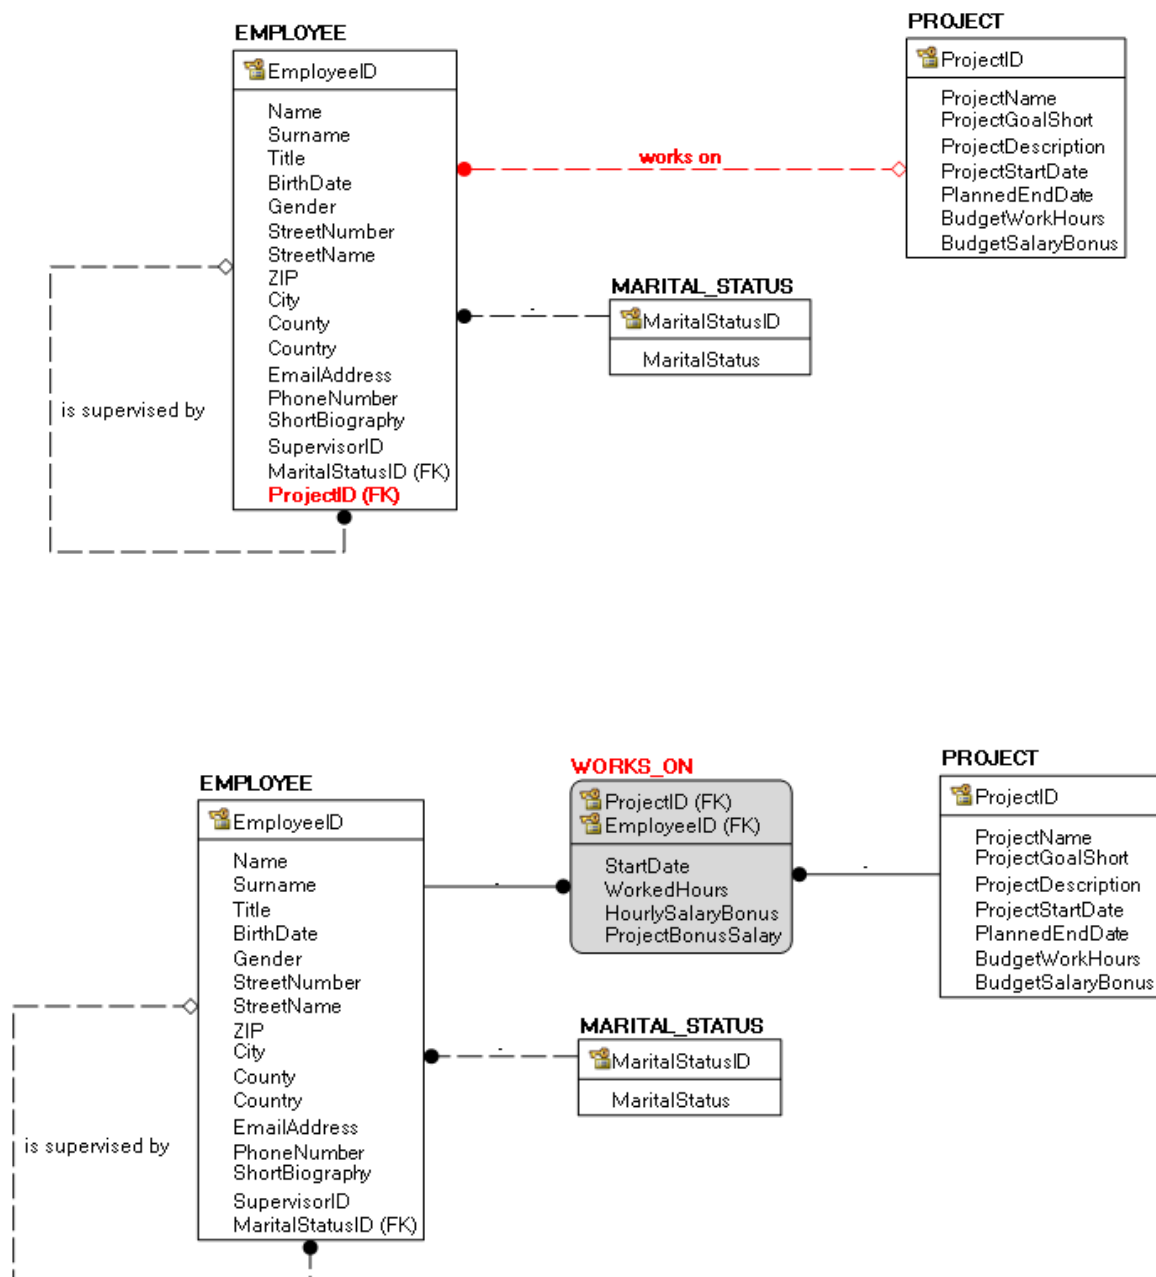 EMPLOYEE
EmployeeID
Name
Surname
Title
BirthDate
Gender
StreetNumber
StreetName
ZIP
City
County
Country
EmailAddress
PhoneNumber
ShortBiography
SupervisorID
MaritalStatusID (FK)
ProjectID (FK)
is supervised by
works on
PROJECT
ProjectID
ProjectName
ProjectGoalShort
ProjectDescription
ProjectStartDate
PlannedEndDate
BudgetWorkHours
BudgetSalaryBonus
MARITAL_STATUS
MaritalStatusID
MaritalStatus
EMPLOYEE
EmployeeID
Name
Surname
Title
BirthDate
Gender
StreetNumber
StreetName
ZIP
City
County
Country
EmailAddress
PhoneNumber
ShortBiography
SupervisorID
MaritalStatusID (FK)
is supervised by
WORKS_ON
ProjectID (FK)
EmployeeID (FK)
StartDate
WorkedHours
HourlySalaryBonus
ProjectBonusSalary
PROJECT
ProjectID
ProjectName
ProjectGoalShort
ProjectDescription
ProjectStartDate
PlannedEndDate
BudgetWorkHours
BudgetSalaryBonus
MARITAL_STATUS
MaritalStatusID
MaritalStatus